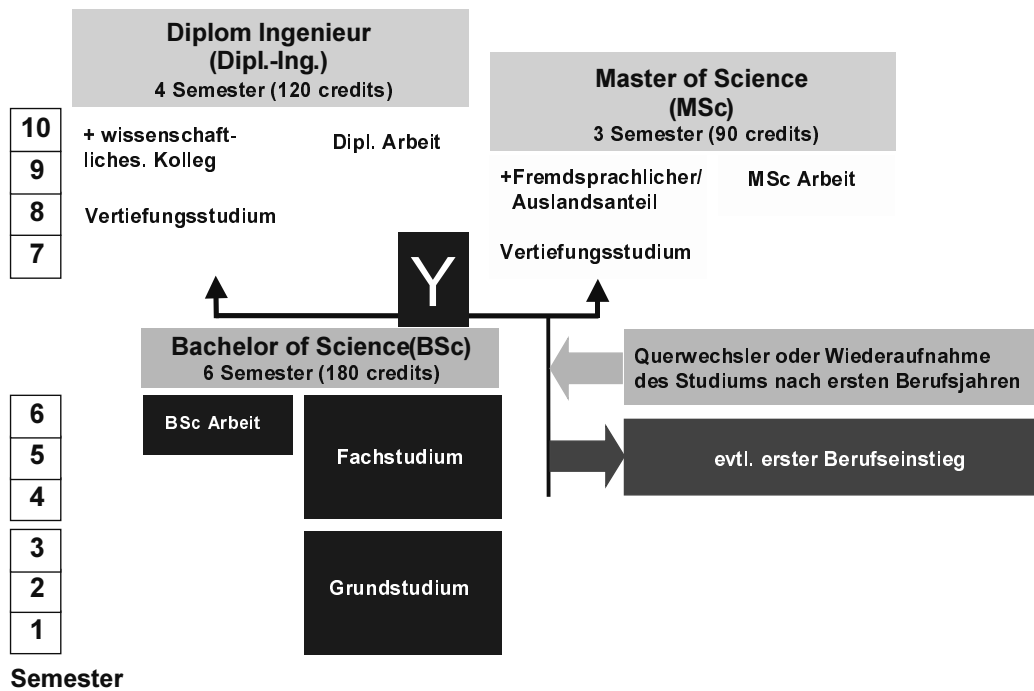 Diplom Ingenieur
(Dipl.-Ing.)
4 Semester (120 credits)
Master of Science
(MSc)
3 Semester (90 credits)
10
9
8
7
+ wissenschaft-
liches. Kolleg
Dipl. Arbeit
Vertiefungsstudium
+Fremdsprachlicher/
Auslandsanteil
MSc Arbeit
Vertiefungsstudium
Y
Bachelor of Science(BSc)
6 Semester (180 credits)
Querwechsler oder Wiederaufnahme
des Studiums nach ersten Berufsjahren
6
5
4
BSc Arbeit
Fachstudium
evtl. erster Berufseinstieg
3
2
1
Grundstudium
Semester